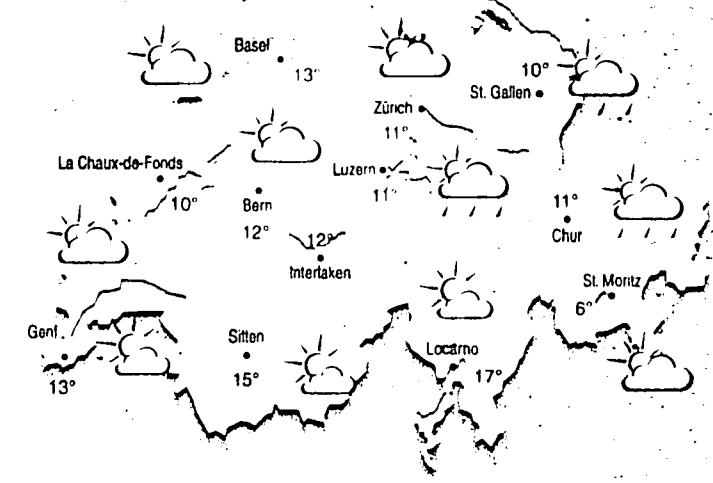 Basel
13°
10°
St. Gallen
Zürich
11°
La Chaux-de-Fonds
10°
Luzern
11°
Bern
12°
11°
Chur
12°
Interlaken
St. Moritz
6°
Genf
13°
Sitten
15°
Locarno
17°